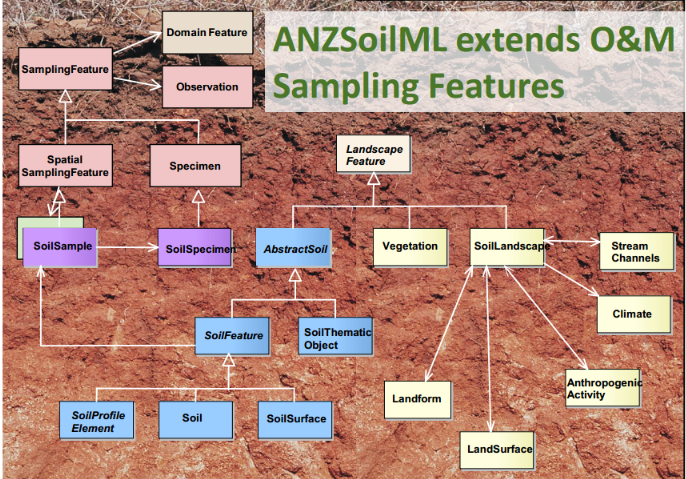 ANZSoilML extends O&M
Sampling Features
Domain Feature
SamplingFeature
Observation
Spatial
SamplingFeature
Specimen
Landscape
Feature
SoilSample
SoilSpecimen
AbstractSoil
Vegetation
SoilLandscape
Stream
Channels
Climate
SoilFeature
SoilThematic
Object
Anthropogenic
Activity
Landform
SoilProfile
Element
Soil
SoilSurface
LandSurface